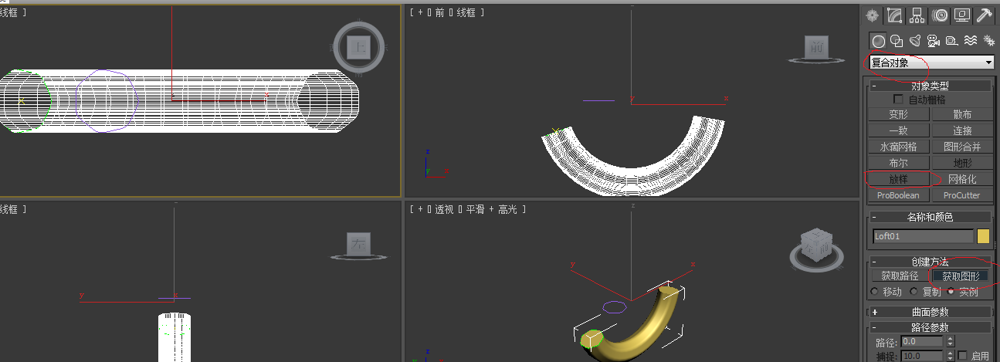 线框 ]
[ + 前 线框 ]
上
前
z
x
y
z
y
复合对象
- 对象类型
自动栅格
变形 散布
一致 连接
水滴网格 图形合并
布尔 地形
放样 网格化
ProBoolean ProCutter
- 名称和颜色
Loft01
- 创建方法
获取路径 获取图形
移动 复制 实例
+ 曲面参数
- 路径参数
路径: 0.0
捕捉: 10.0 启用
线框 ]
[ + 透视 平滑 + 高光 ]
左
前
z
y
x
y
x
z